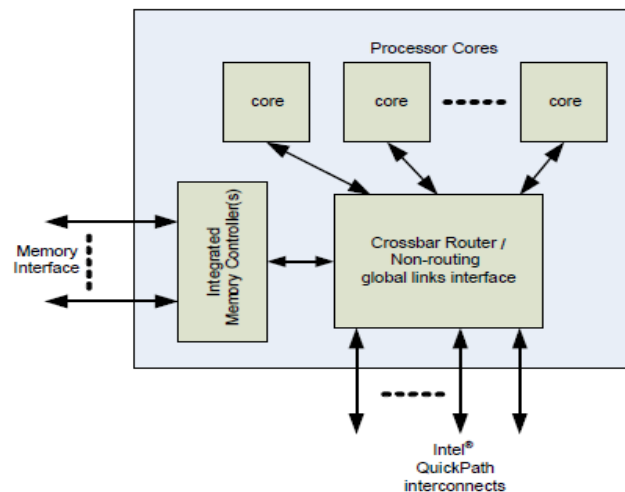 Processor Cores
core
core
core
Integrated
Memory Controller(s)
Memory
Interface
Crossbar Router /
Non-routing
global links interface
Intel®
QuickPath
interconnects